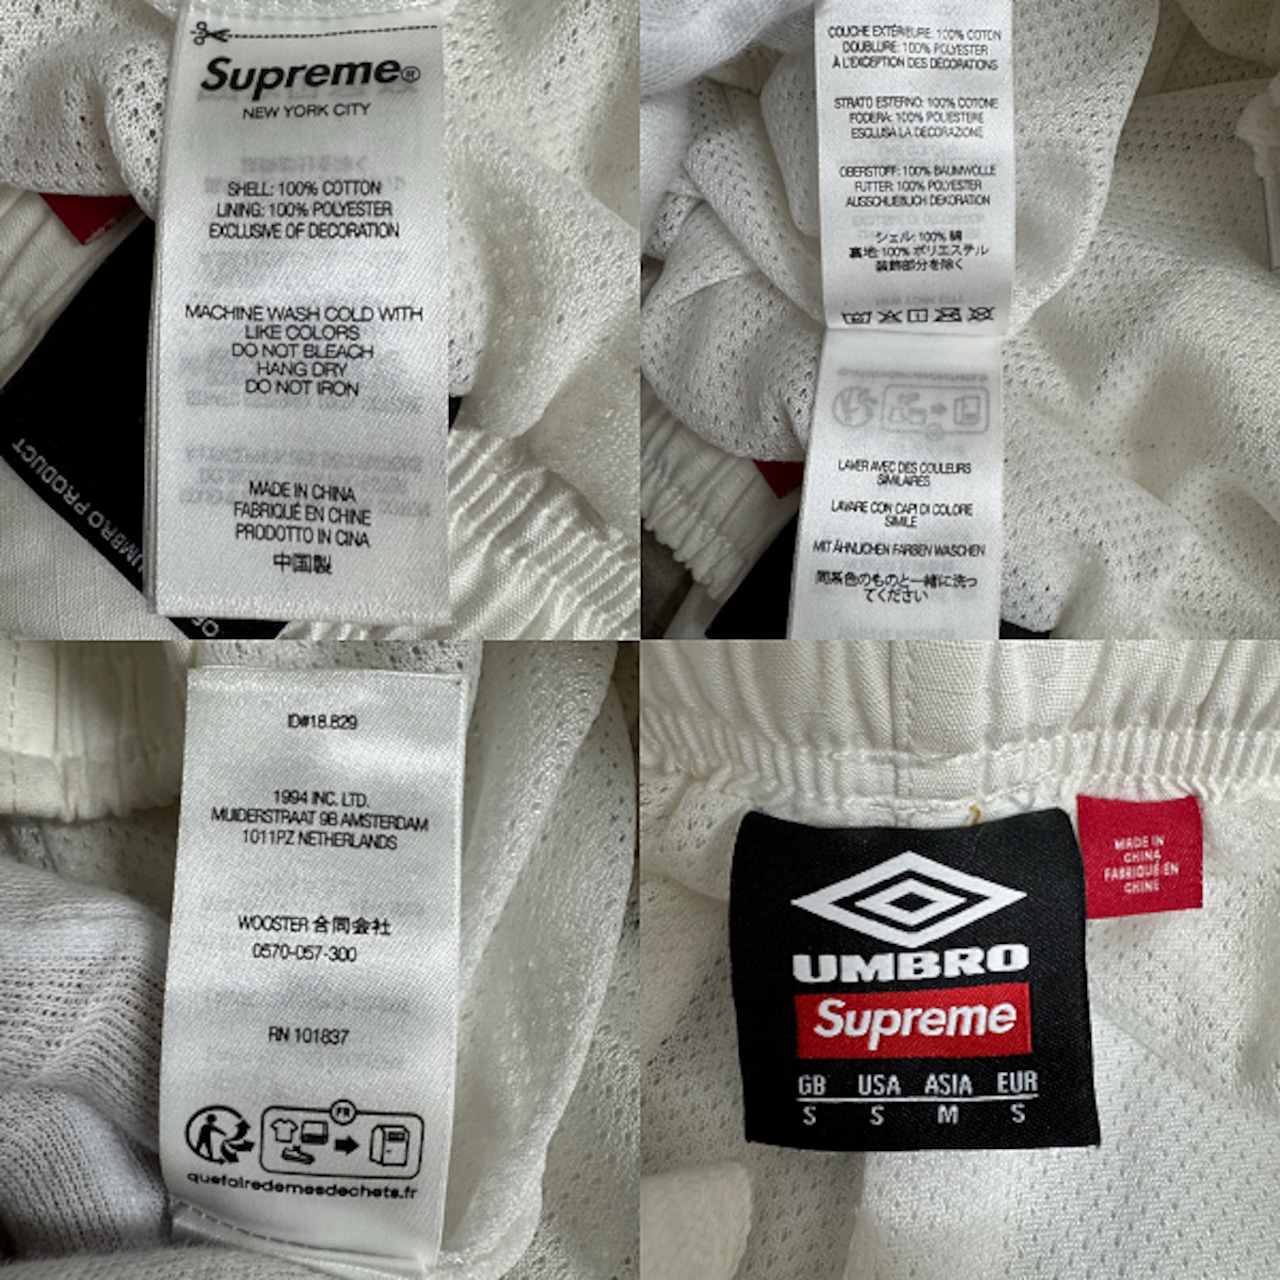 Supreme®
NEW YORK CITY
SHELL: 100% COTTON
LINING: 100% POLYESTER
EXCLUSIVE OF DECORATION
MACHINE WASH COLD WITH
LIKE COLORS
DO NOT BLEACH
HANG DRY
DO NOT IRON
MADE IN CHINA
FABRIQUÉ EN CHINE
PRODOTTO IN CINA
中国製
UMBRO PRODUCT
COUCHE EXTÉRIEURE: 100% COTON
DOUBLURE: 100% POLYESTER
À L'EXCEPTION DES DÉCORATIONS
STRATO ESTERNO: 100% COTONE
FODERA: 100% POLIESTERE
ESCLUSA LA DECORAZIONE
OBERSTOFF: 100% BAUMWOLLE
FUTTER: 100% POLYESTER
AUSSCHLIEßLICH DEKORATION
シェル: 100% 綿
裏地: 100% ポリエステル
装飾部分を除く
LAVER AVEC DES COULEURS
SIMILAIRES
LAVARE CON CAPI DI COLORE
SIMILE
MIT ÄHNLICHEN FARBEN WASCHEN
同系色のものと一緒に洗っ
てください
ID#18.829
1994 INC. LTD.
MUIDERSTRAAT 9B AMSTERDAM
1011PZ NETHERLANDS
WOOSTER 合同会社
0570-057-300
RN 101837
FR
quefairedemesdechets.fr
UMBRO
Supreme
GB USA ASIA EUR
S S M S
MADE IN
CHINA
FABRIQUÉ EN
CHINE